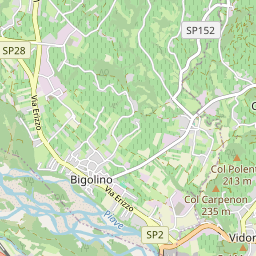 SP152
SP28
Via Erizzo
C
Col Polent
213 m
Bigolino
Via Erizzo
Col Carpenon
235 m
Piave
SP2
Vidor